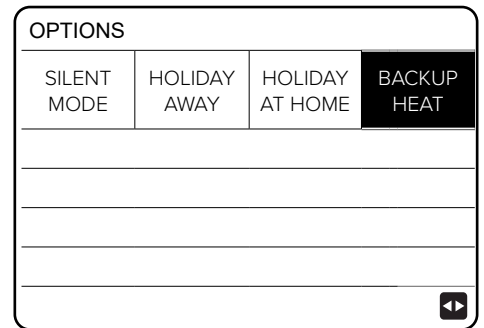 OPTIONS
SILENT MODE
HOLIDAY AWAY
HOLIDAY AT HOME
BACKUP HEAT